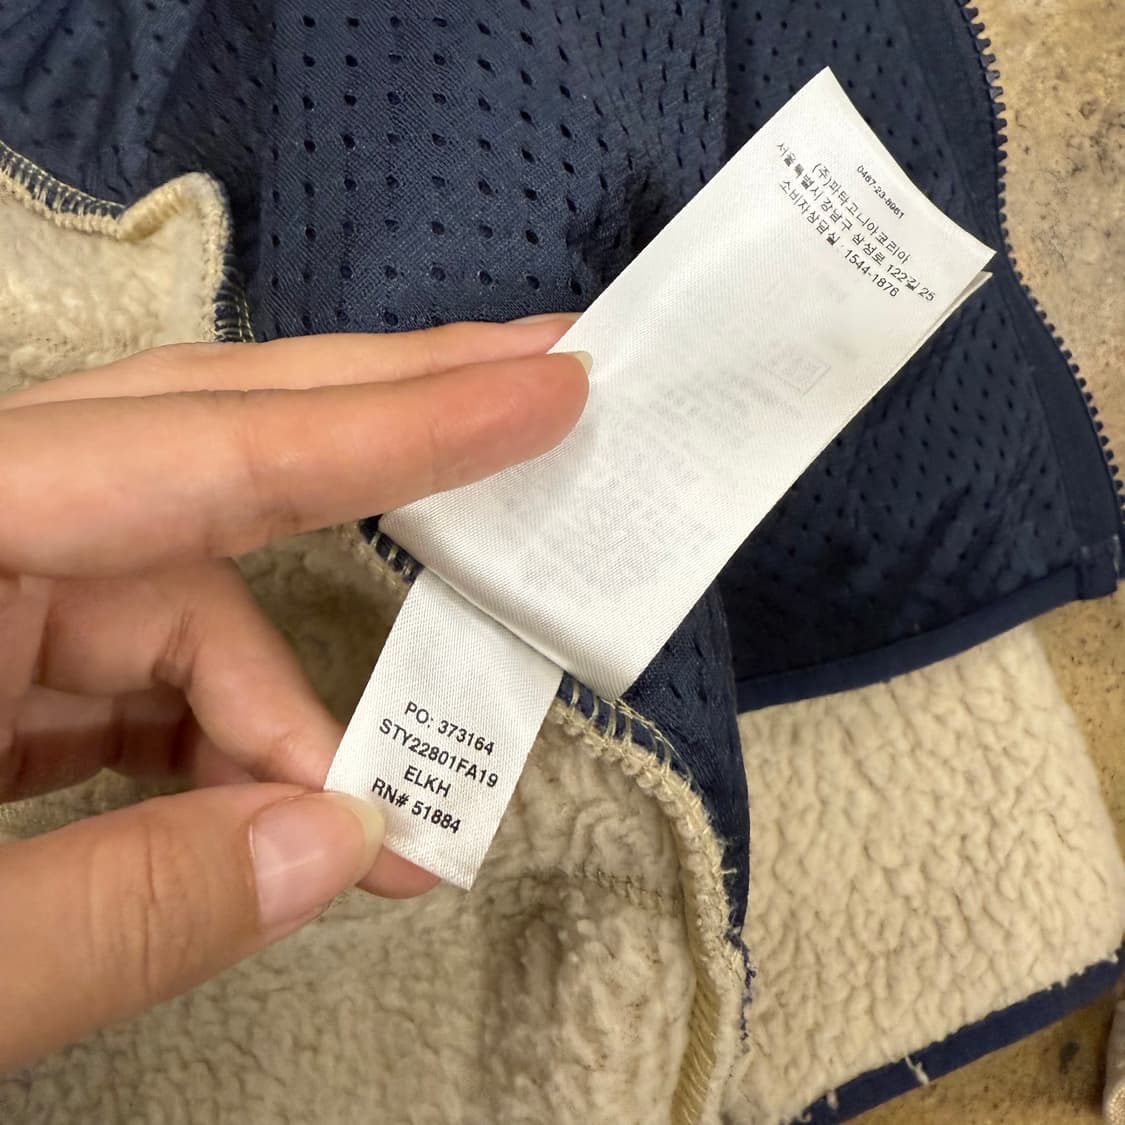 0467-23-8961
(주)파타고니아코리아
서울특별시 강남구 삼성로 122길 25
소비자상담실 : 1544-1876
PO: 373164
STY22801FA19
ELKH
RN# 51884